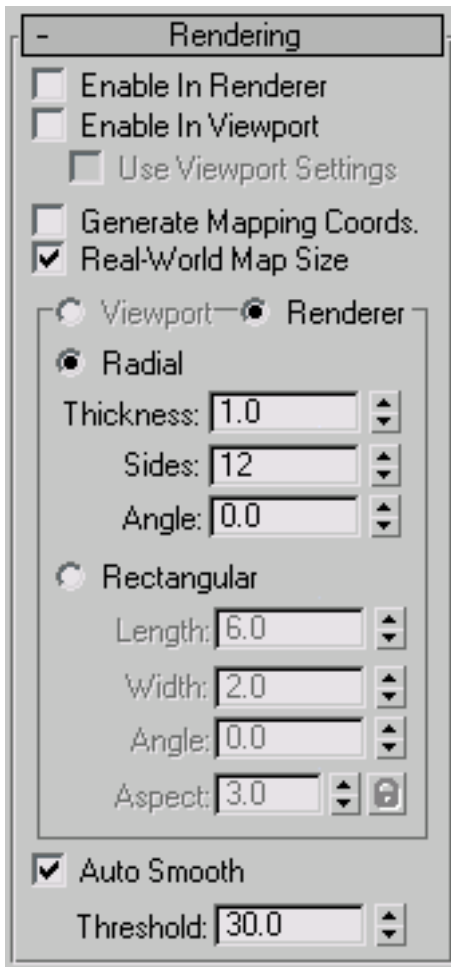 - Rendering
Enable In Renderer
Enable In Viewport
Use Viewport Settings
Generate Mapping Coords.
Real-World Map Size
Viewport Renderer
Radial
Thickness: 1.0
Sides: 12
Angle: 0.0
Rectangular
Length: 6.0
Width: 2.0
Angle: 0.0
Aspect: 3.0
Auto Smooth
Threshold: 30.0